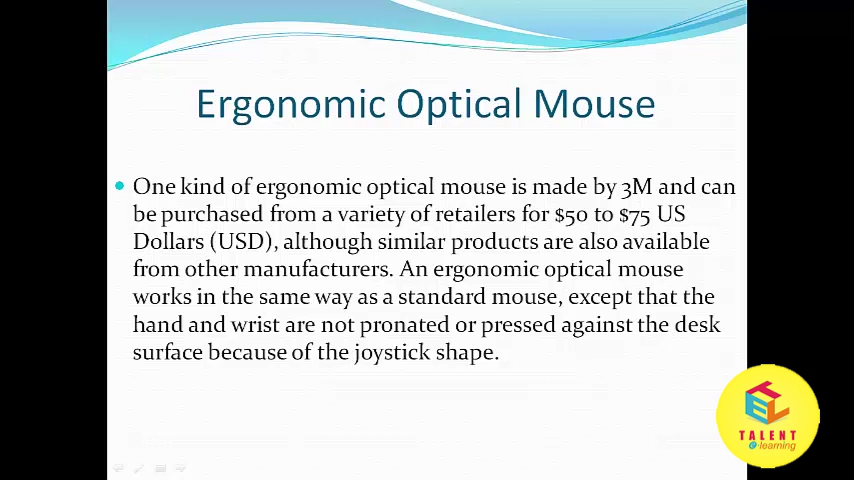 Ergonomic Optical Mouse
One kind of ergonomic optical mouse is made by 3M and can
be purchased from a variety of retailers for $50 to $75 US
Dollars (USD), although similar products are also available
from other manufacturers. An ergonomic optical mouse
works in the same way as a standard mouse, except that the
hand and wrist are not pronated or pressed against the desk
surface because of the joystick shape.
TEL
TALENT
e-learning